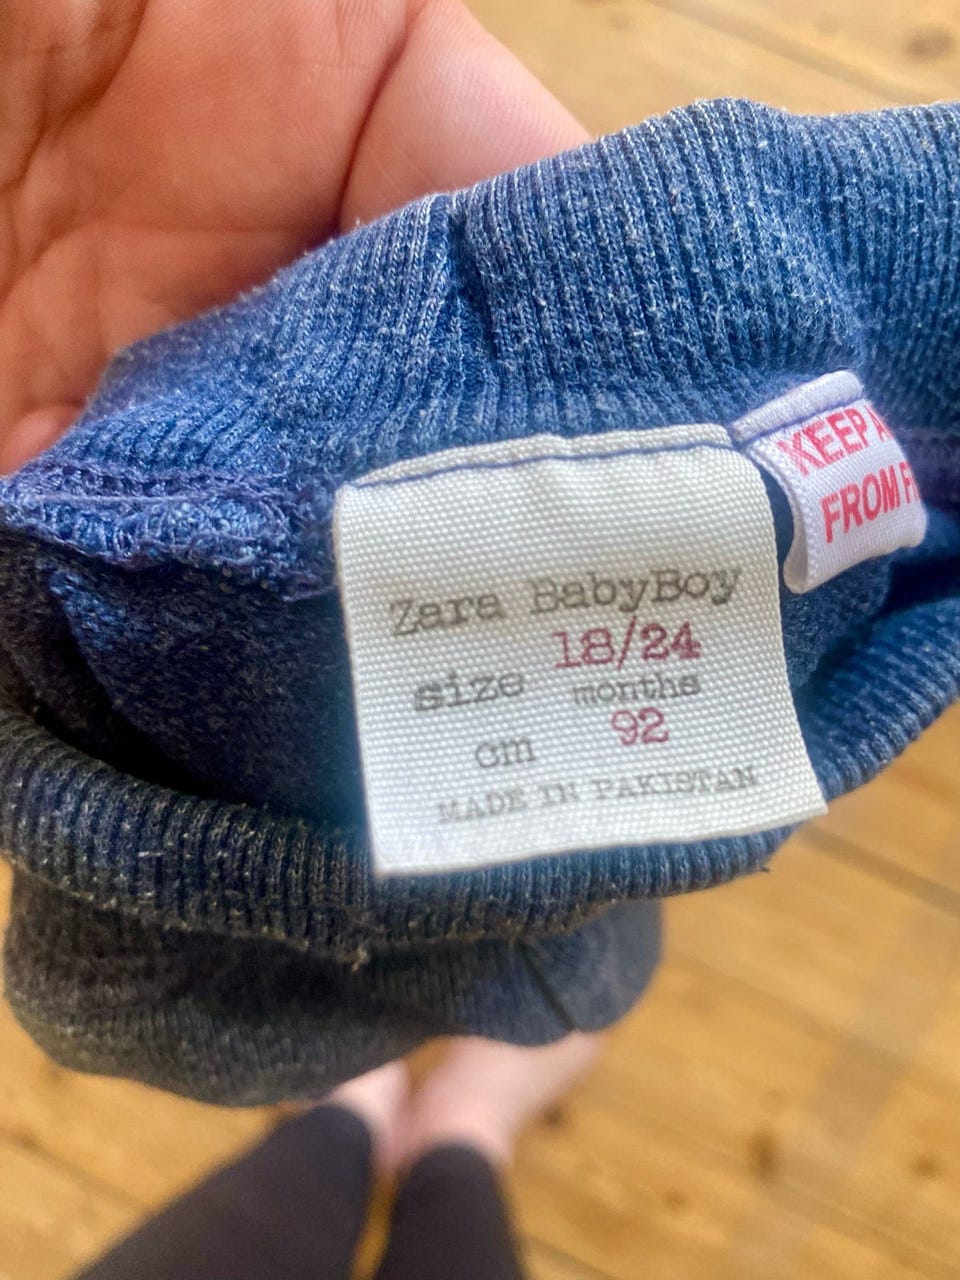 Zara BabyBoy
18/24
size months
92
cm
MADE IN PAKISTAN
KEEP
FROM